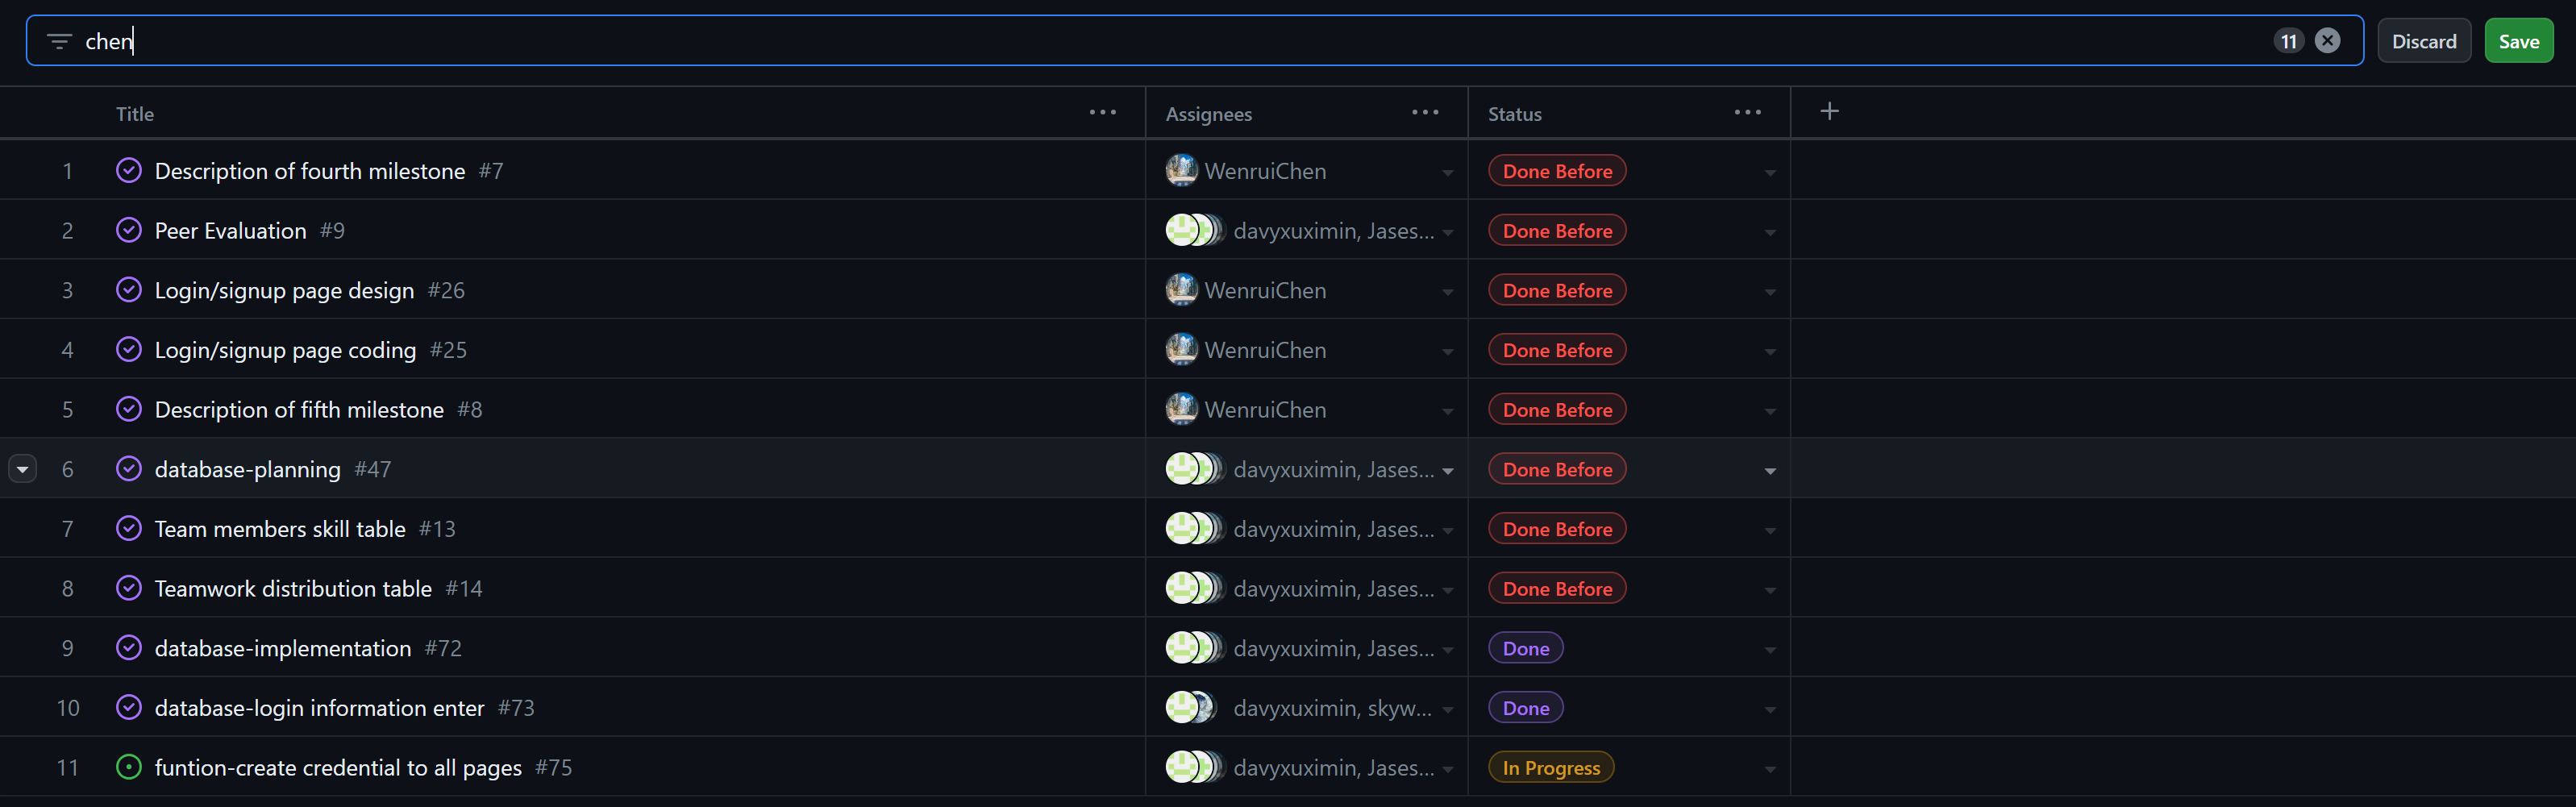 chen 11 Discard Save
Title Assignees Status
1 Description of fourth milestone #7 WenruiChen Done Before
2 Peer Evaluation #9 davyxuximin, Jases... Done Before
3 Login/signup page design #26 WenruiChen Done Before
4 Login/signup page coding #25 WenruiChen Done Before
5 Description of fifth milestone #8 WenruiChen Done Before
6 database-planning #47 davyxuximin, Jases... Done Before
7 Team members skill table #13 davyxuximin, Jases... Done Before
8 Teamwork distribution table #14 davyxuximin, Jases... Done Before
9 database-implementation #72 davyxuximin, Jases... Done
10 database-login information enter #73 davyxuximin, skyw... Done
11 funtion-create credential to all pages #75 davyxuximin, Jases... In Progress